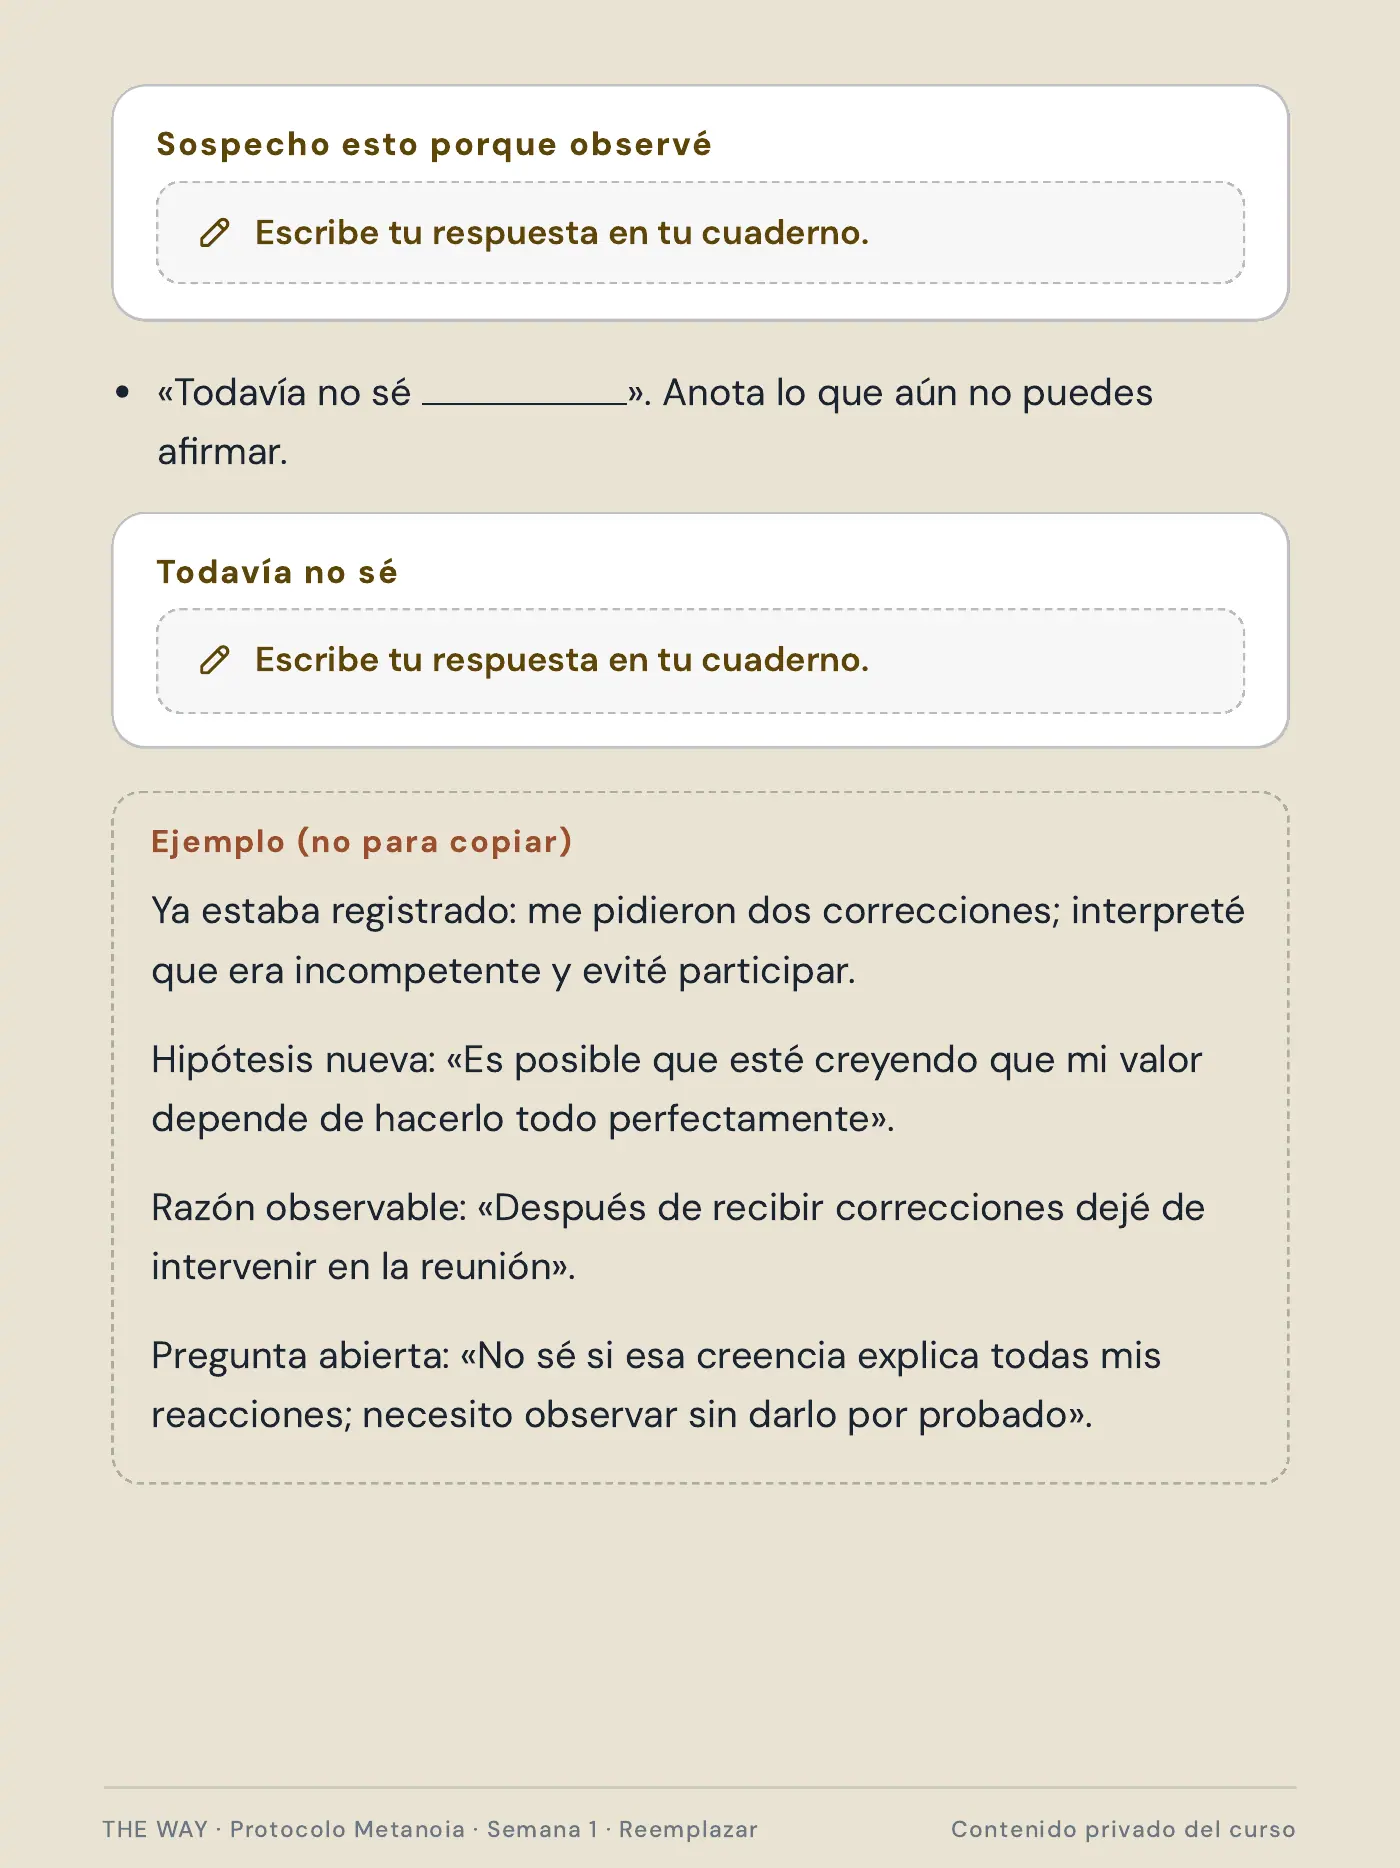 Sospecho esto porque observé
Escribe tu respuesta en tu cuaderno.
• «Todavía no sé __________». Anota lo que aún no puedes
afirmar.
Todavía no sé
Escribe tu respuesta en tu cuaderno.
Ejemplo (no para copiar)
Ya estaba registrado: me pidieron dos correcciones; interpreté
que era incompetente y evité participar.
Hipótesis nueva: «Es posible que esté creyendo que mi valor
depende de hacerlo todo perfectamente».
Razón observable: «Después de recibir correcciones dejé de
intervenir en la reunión».
Pregunta abierta: «No sé si esa creencia explica todas mis
reacciones; necesito observar sin darlo por probado».
THE WAY · Protocolo Metanoia · Semana 1 · Reemplazar
Contenido privado del curso